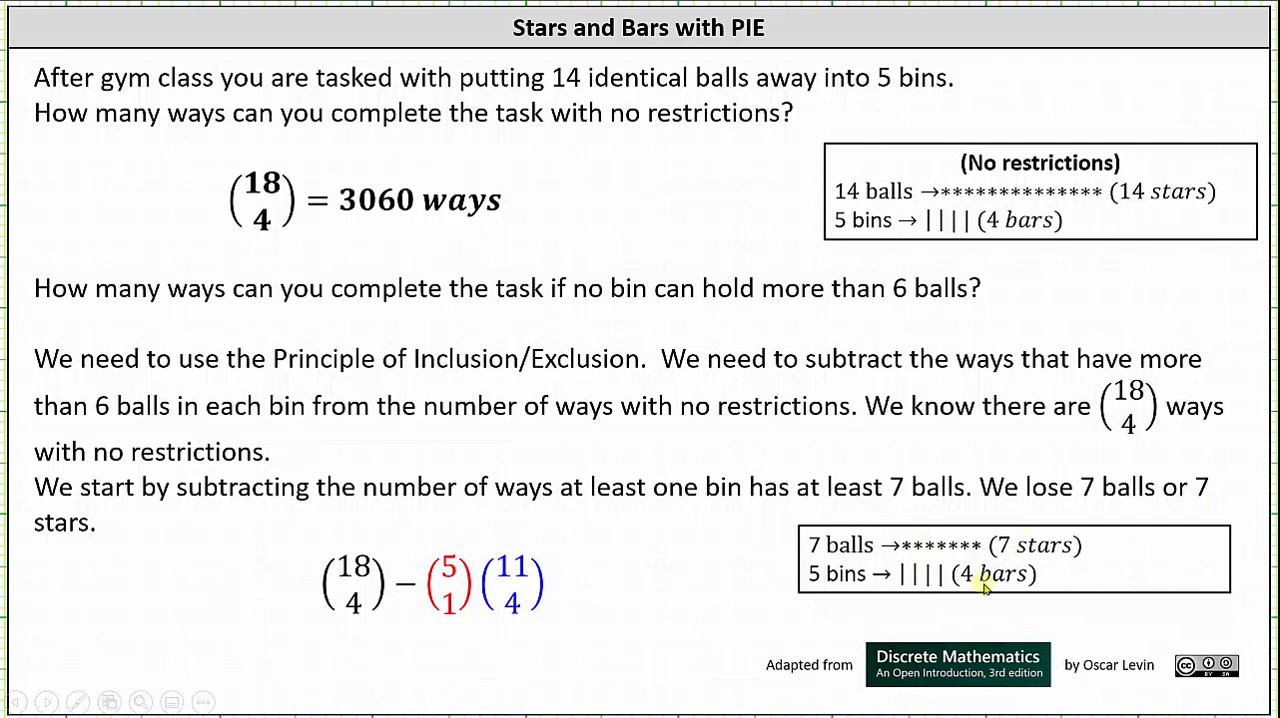 Stars and Bars with PIE
After gym class you are tasked with putting 14 identical balls away into 5 bins.
How many ways can you complete the task with no restrictions?
(18 4) = 3060 ways
(No restrictions)
14 balls →************** (14 stars)
5 bins → | | | | (4 bars)
How many ways can you complete the task if no bin can hold more than 6 balls?
We need to use the Principle of Inclusion/Exclusion. We need to subtract the ways that have more
than 6 balls in each bin from the number of ways with no restrictions. We know there are (18 4) ways
with no restrictions.
We start by subtracting the number of ways at least one bin has at least 7 balls. We lose 7 balls or 7
stars.
(18 4) − (5 1) (11 4)
7 balls →******* (7 stars)
5 bins → | | | | (4 bars)
Adapted from Discrete Mathematics by Oscar Levin
An Open Introduction, 3rd edition
CC BY SA